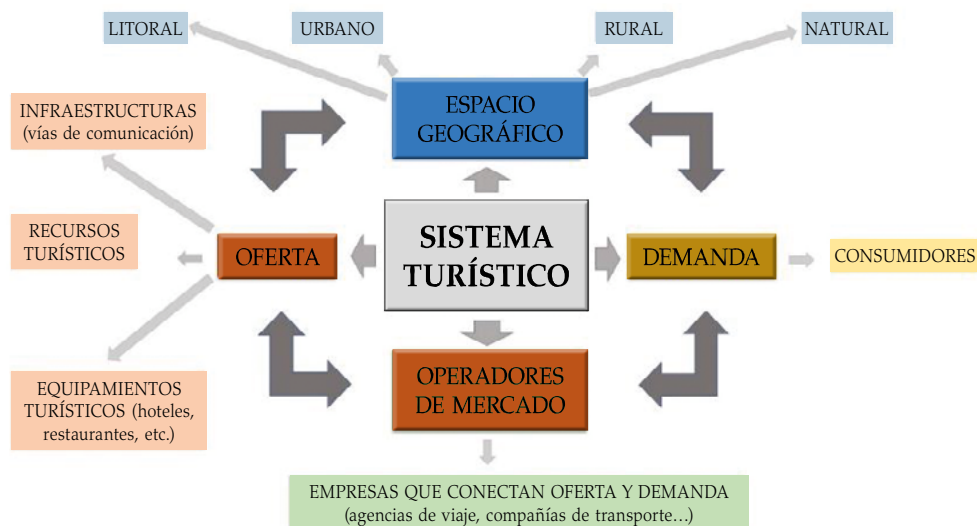 LITORAL
URBANO
RURAL
NATURAL
ESPACIO
GEOGRÁFICO
INFRAESTRUCTURAS
(vías de comunicación)
RECURSOS
TURÍSTICOS
OFERTA
SISTEMA
TURÍSTICO
DEMANDA
CONSUMIDORES
EQUIPAMIENTOS
TURÍSTICOS (hoteles,
restaurantes, etc.)
OPERADORES
DE MERCADO
EMPRESAS QUE CONECTAN OFERTA Y DEMANDA
(agencias de viaje, compañías de transporte...)